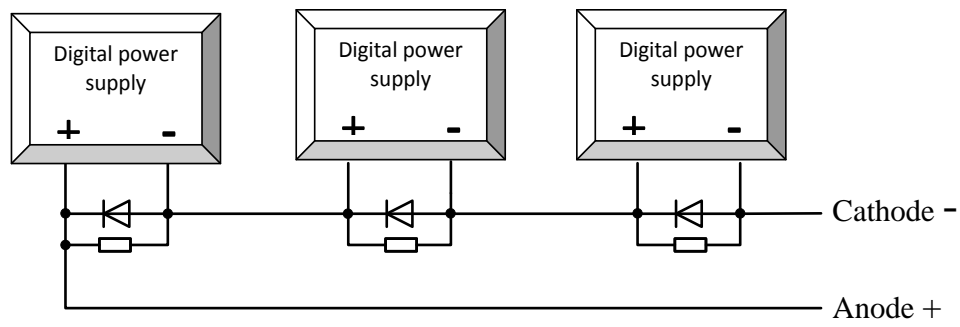 Digital power
supply
+ -
Digital power
supply
+ -
Digital power
supply
+ -
Cathode -
Anode +